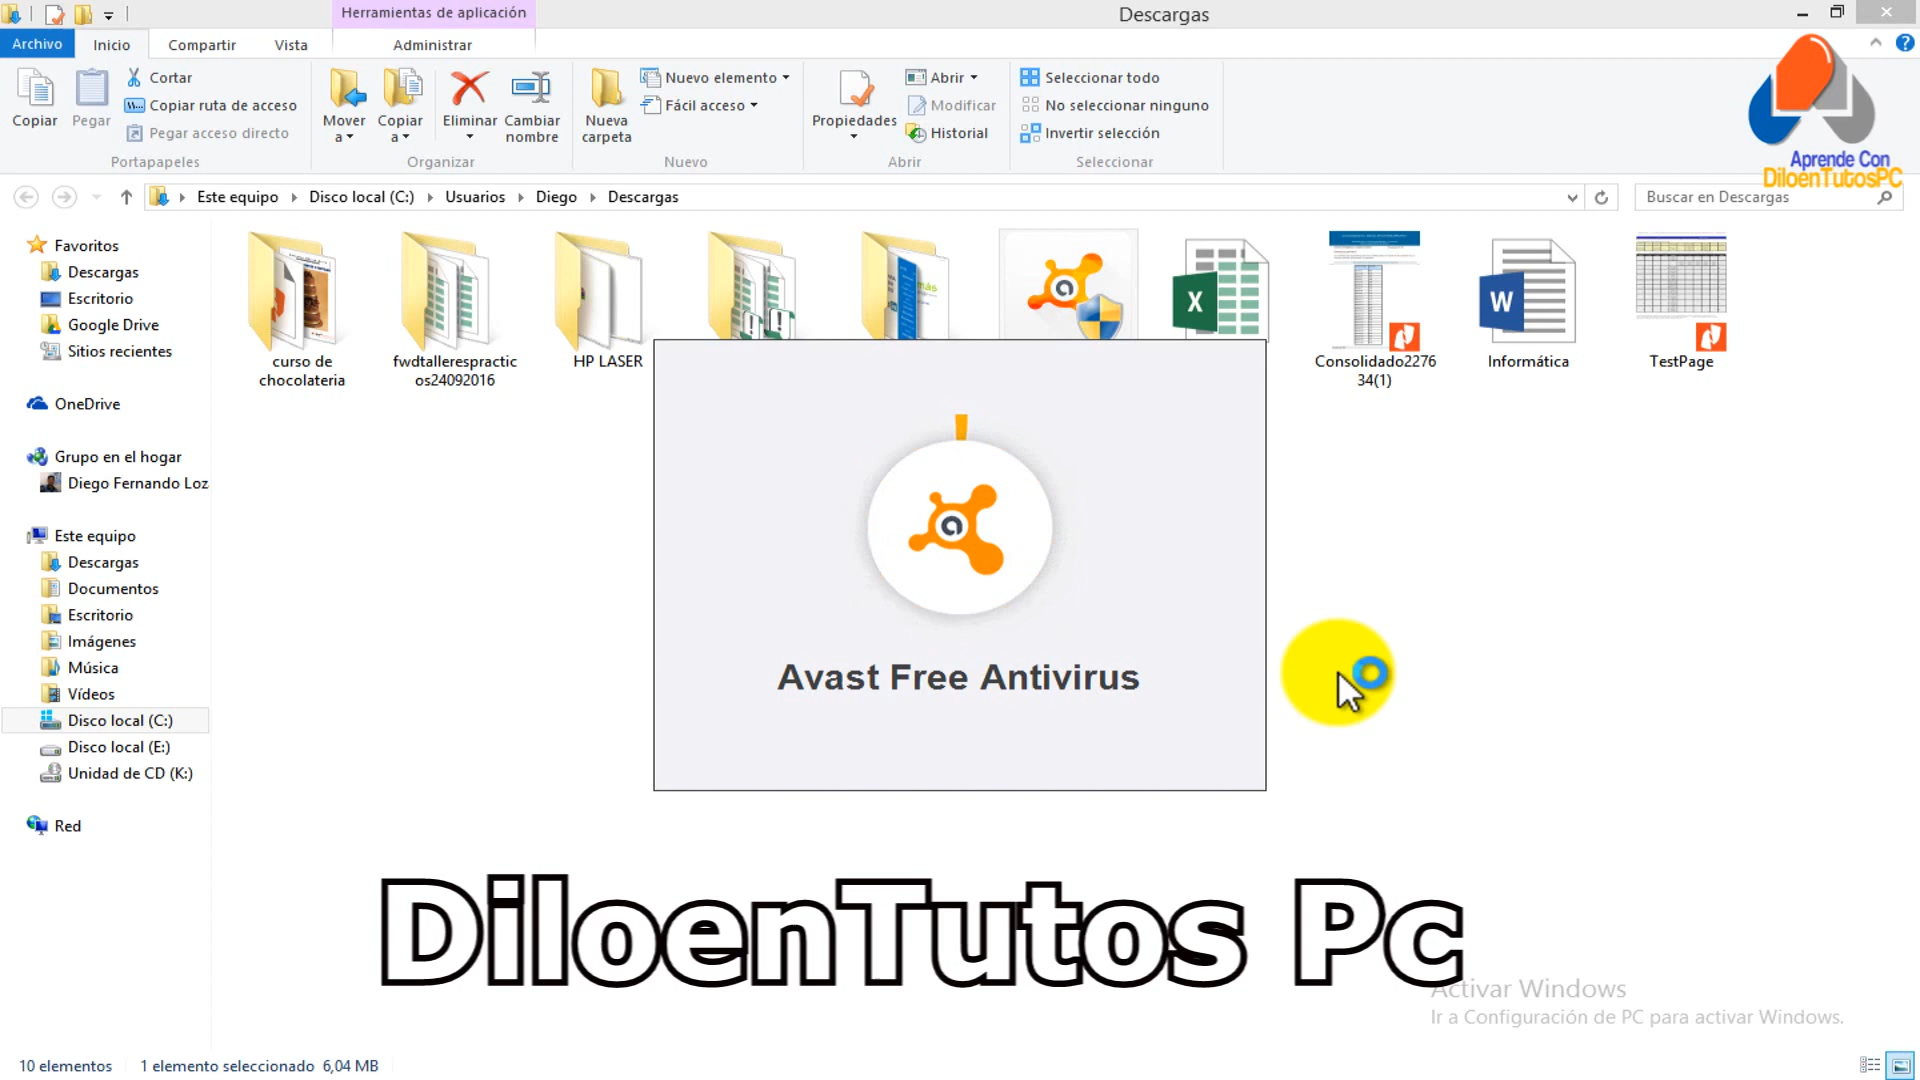 Herramientas de aplicación
Descargas
Archivo
Inicio
Compartir
Vista
Administrar
Copiar
Pegar
Cortar
Copiar ruta de acceso
Pegar acceso directo
Portapapeles
Mover a
Copiar a
Eliminar
Cambiar nombre
Organizar
Nueva carpeta
Nuevo elemento
Fácil acceso
Nuevo
Propiedades
Abrir
Modificar
Historial
Abrir
Seleccionar todo
No seleccionar ninguno
Invertir selección
Seleccionar
Aprende Con
DiloenTutosPC
Este equipo
Disco local (C:)
Usuarios
Diego
Descargas
Buscar en Descargas
Favoritos
Descargas
Escritorio
Google Drive
Sitios recientes
OneDrive
Grupo en el hogar
Diego Fernando Loz
Este equipo
Descargas
Documentos
Escritorio
Imágenes
Música
Vídeos
Disco local (C:)
Disco local (E:)
Unidad de CD (K:)
Red
curso de
chocolateria
fwdtallerespractic
os24092016
HP LASER
Consolidado2276
34(1)
Informática
TestPage
Avast Free Antivirus
DiloenTutos Pc
Activar Windows
Ir a Configuración de PC para activar Windows.
10 elementos
1 elemento seleccionado 6,04 MB